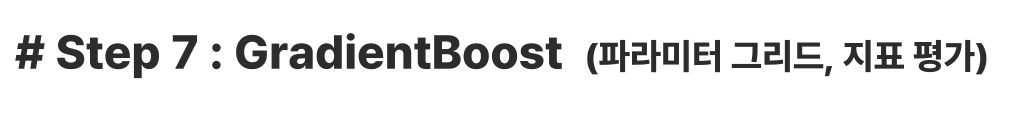 # Step 7 : GradientBoost (파라미터 그리드, 지표 평가)